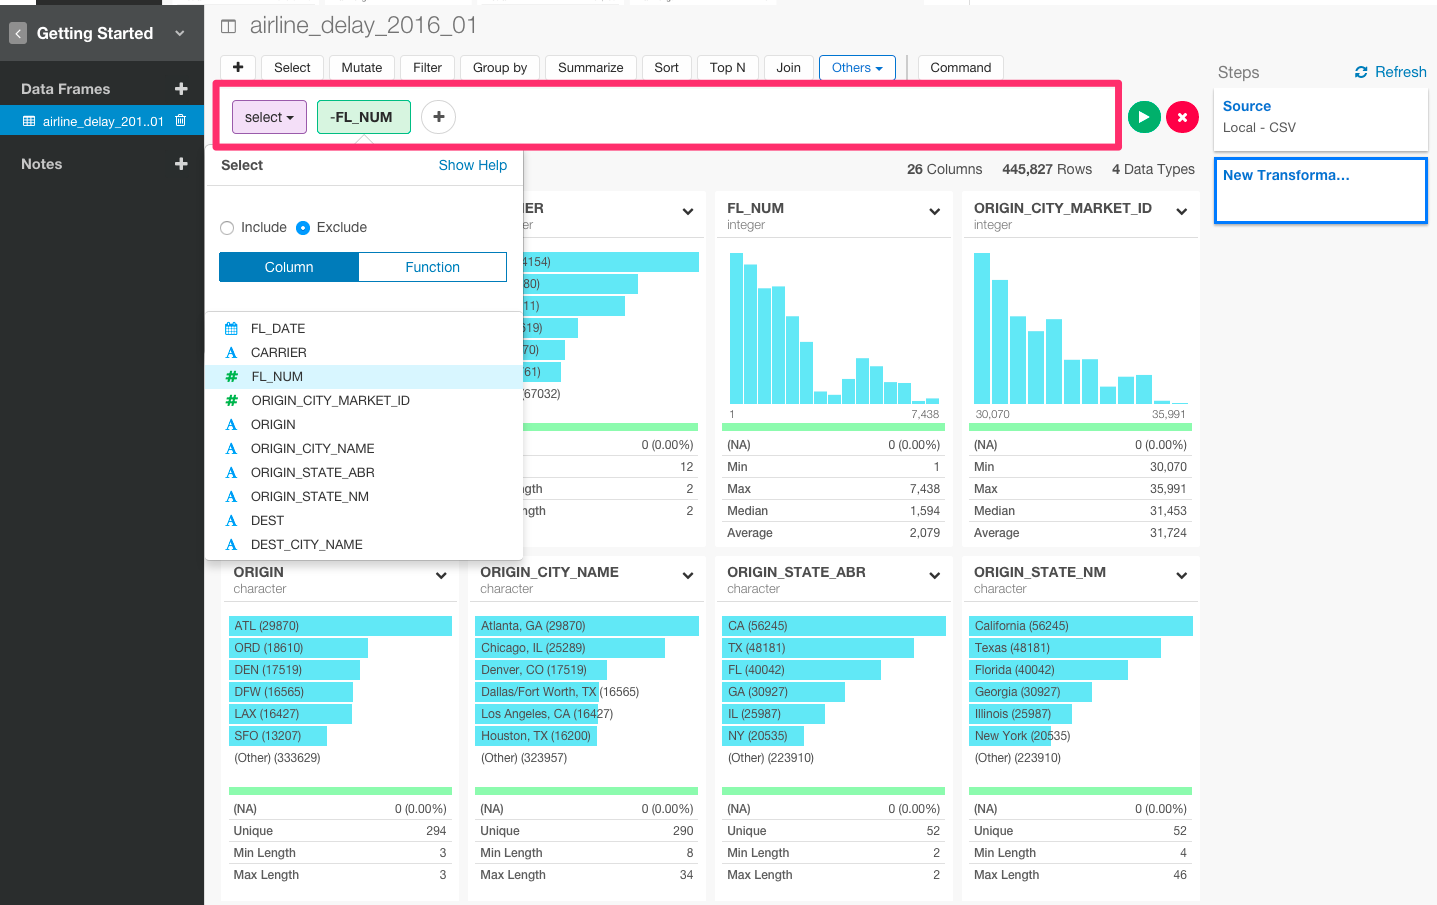 Getting Started
Data Frames
airline_delay_201..01
Notes
airline_delay_2016_01
Select Mutate Filter Group by Summarize Sort Top N Join Others Command
select -FL_NUM
Select Show Help
Include Exclude
Column Function
FL_DATE
CARRIER
FL_NUM
ORIGIN_CITY_MARKET_ID
ORIGIN
ORIGIN_CITY_NAME
ORIGIN_STATE_ABR
ORIGIN_STATE_NM
DEST
DEST_CITY_NAME
26 Columns 445,827 Rows 4 Data Types
IER
er
4154)
80)
11)
519)
70)
761)
(67032)
0 (0.00%)
12
ngth 2
ngth 2
FL_NUM
integer
1 7,438
(NA) 0 (0.00%)
Min 1
Max 7,438
Median 1,594
Average 2,079
ORIGIN_CITY_MARKET_ID
integer
30,070 35,991
(NA) 0 (0.00%)
Min 30,070
Max 35,991
Median 31,453
Average 31,724
ORIGIN
character
ATL (29870)
ORD (18610)
DEN (17519)
DFW (16565)
LAX (16427)
SFO (13207)
(Other) (333629)
(NA) 0 (0.00%)
Unique 294
Min Length 3
Max Length 3
ORIGIN_CITY_NAME
character
Atlanta, GA (29870)
Chicago, IL (25289)
Denver, CO (17519)
Dallas/Fort Worth, TX (16565)
Los Angeles, CA (16427)
Houston, TX (16200)
(Other) (323957)
(NA) 0 (0.00%)
Unique 290
Min Length 8
Max Length 34
ORIGIN_STATE_ABR
character
CA (56245)
TX (48181)
FL (40042)
GA (30927)
IL (25987)
NY (20535)
(Other) (223910)
(NA) 0 (0.00%)
Unique 52
Min Length 2
Max Length 2
ORIGIN_STATE_NM
character
California (56245)
Texas (48181)
Florida (40042)
Georgia (30927)
Illinois (25987)
New York (20535)
(Other) (223910)
(NA) 0 (0.00%)
Unique 52
Min Length 4
Max Length 46
Steps Refresh
Source
Local - CSV
New Transforma...